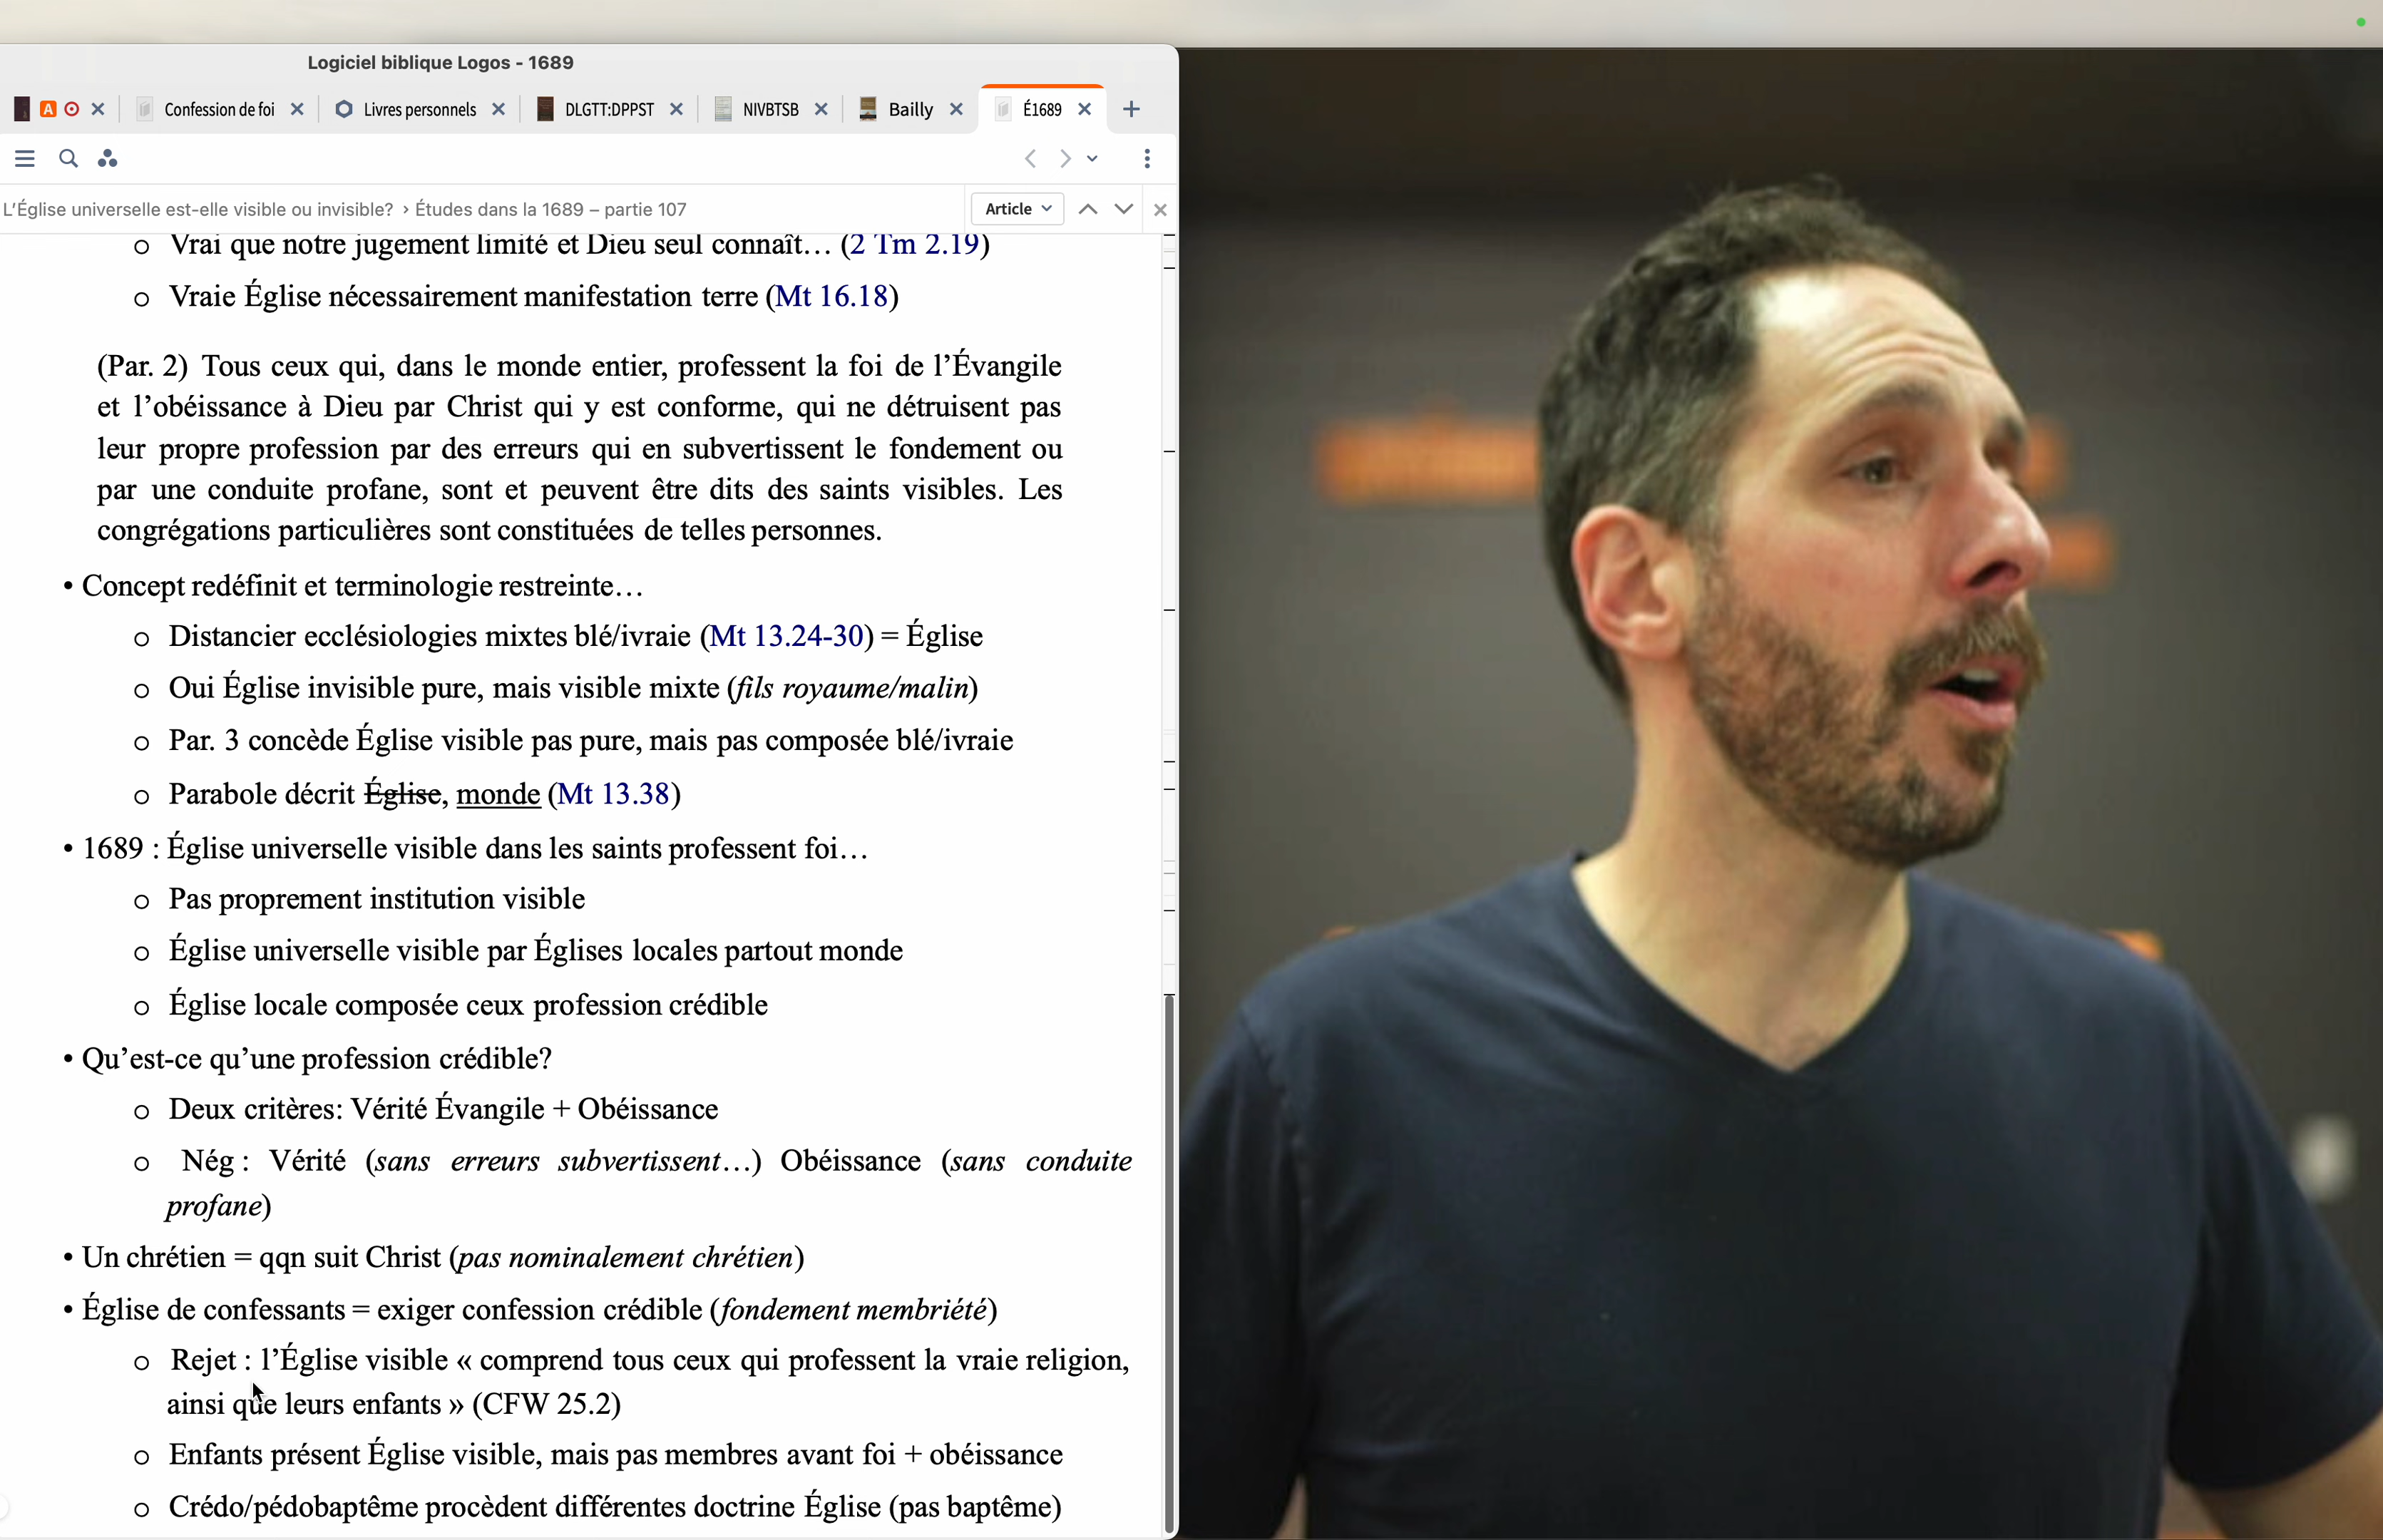 Logiciel biblique Logos - 1689
A
Confession de foi
Livres personnels
DLGTT:DPPST
NIVBTSB
Bailly
É1689
L'Église universelle est-elle visible ou invisible? › Études dans la 1689 – partie 107
Article
Vrai que notre jugement limité et Dieu seul connaît… (2 Tm 2.19)
Vraie Église nécessairement manifestation terre (Mt 16.18)
(Par. 2) Tous ceux qui, dans le monde entier, professent la foi de l'Évangile
et l'obéissance à Dieu par Christ qui y est conforme, qui ne détruisent pas
leur propre profession par des erreurs qui en subvertissent le fondement ou
par une conduite profane, sont et peuvent être dits des saints visibles. Les
congrégations particulières sont constituées de telles personnes.
• Concept redéfinit et terminologie restreinte…
Distancier ecclésiologies mixtes blé/ivraie (Mt 13.24-30) = Église
Oui Église invisible pure, mais visible mixte (fils royaume/malin)
Par. 3 concède Église visible pas pure, mais pas composée blé/ivraie
Parabole décrit Église, monde (Mt 13.38)
• 1689 : Église universelle visible dans les saints professent foi…
Pas proprement institution visible
Église universelle visible par Églises locales partout monde
Église locale composée ceux profession crédible
• Qu'est-ce qu'une profession crédible?
Deux critères: Vérité Évangile + Obéissance
Nég : Vérité (sans erreurs subvertissent…) Obéissance (sans conduite
profane)
• Un chrétien = qqn suit Christ (pas nominalement chrétien)
• Église de confessants = exiger confession crédible (fondement membriété)
Rejet : l'Église visible « comprend tous ceux qui professent la vraie religion,
ainsi que leurs enfants » (CFW 25.2)
Enfants présent Église visible, mais pas membres avant foi + obéissance
Crédo/pédobaptême procèdent différentes doctrine Église (pas baptême)